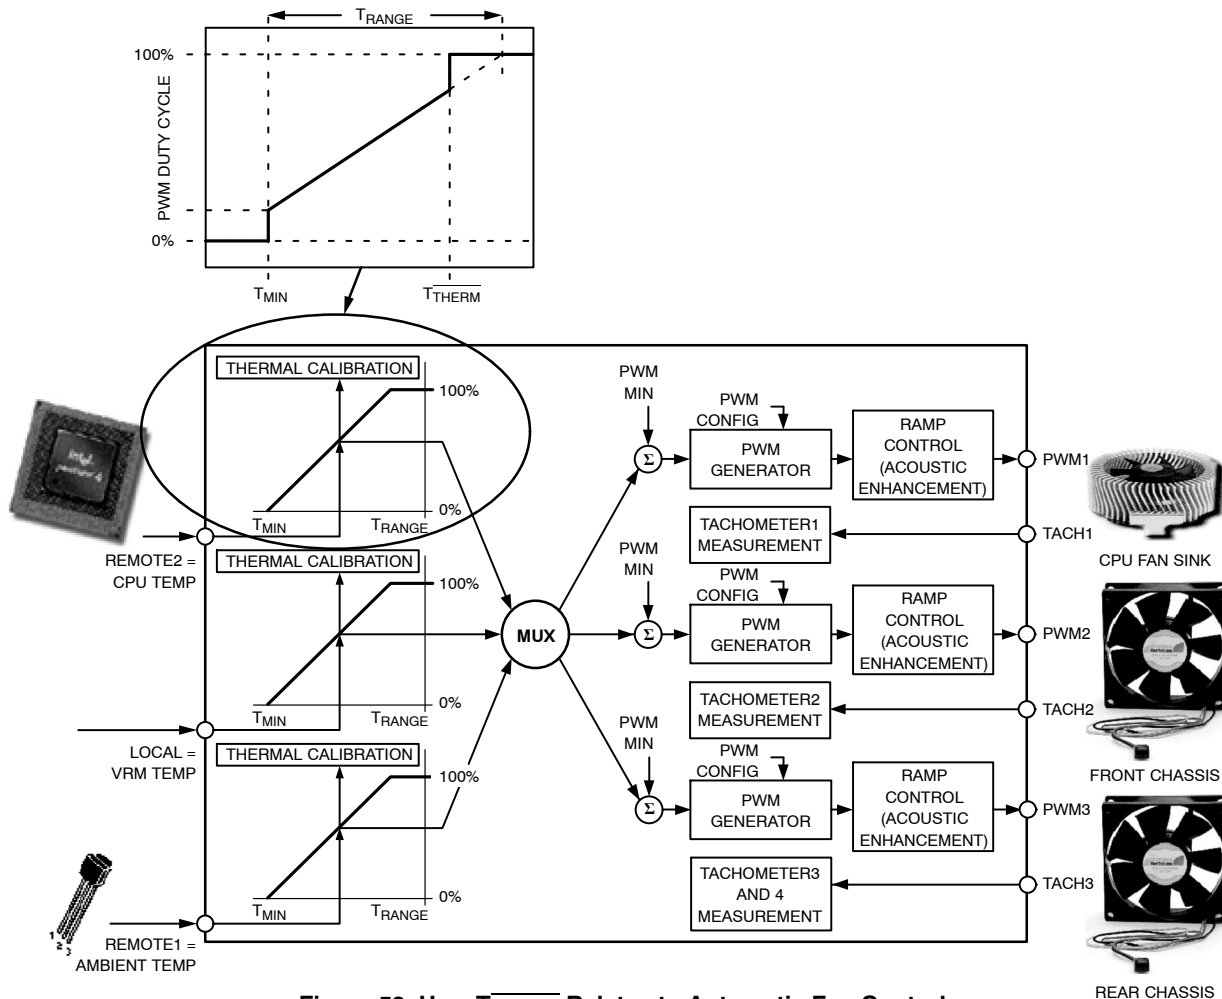 TRANGE
100%
PWM DUTY CYCLE
0%
TMIN
TTHERM
THERMAL CALIBRATION
100%
TMIN
TRANGE
0%
REMOTE2 =
CPU TEMP
THERMAL CALIBRATION
100%
TMIN
TRANGE
0%
LOCAL =
VRM TEMP
THERMAL CALIBRATION
100%
TMIN
TRANGE
0%
REMOTE1 =
AMBIENT TEMP
1
2
3
MUX
PWM
MIN
Σ
PWM
CONFIG
PWM
GENERATOR
RAMP
CONTROL
(ACOUSTIC
ENHANCEMENT)
PWM1
TACHOMETER1
MEASUREMENT
TACH1
CPU FAN SINK
PWM
MIN
Σ
PWM
CONFIG
PWM
GENERATOR
RAMP
CONTROL
(ACOUSTIC
ENHANCEMENT)
PWM2
TACHOMETER2
MEASUREMENT
TACH2
FRONT CHASSIS
PWM
MIN
Σ
PWM
CONFIG
PWM
GENERATOR
RAMP
CONTROL
(ACOUSTIC
ENHANCEMENT)
PWM3
TACHOMETER3
AND 4
MEASUREMENT
TACH3
REAR CHASSIS